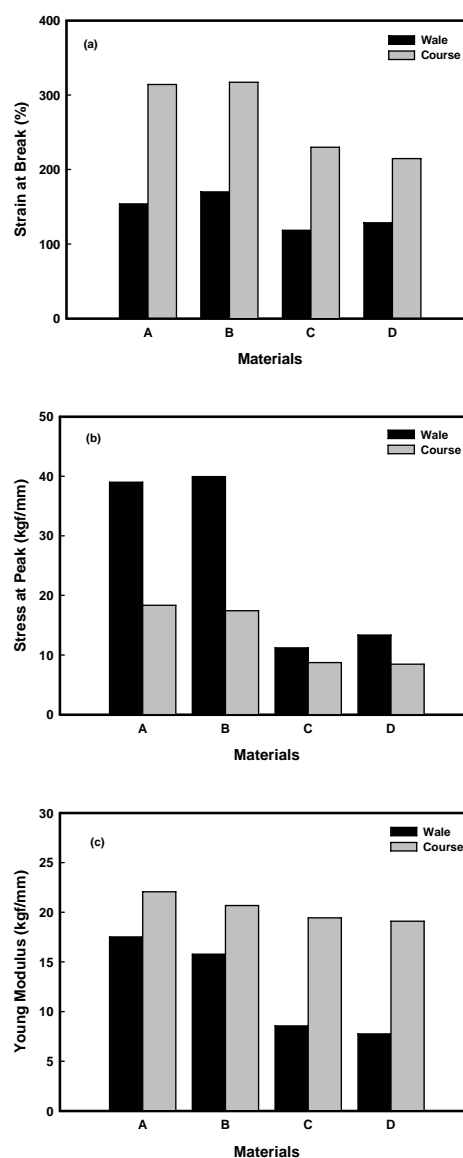 400
(a)
Wale
Course
300
200
100
0
Strain at Break (%)
A B C D
Materials
50
(b)
Wale
Course
40
30
20
10
0
Stress at Peak (kgf/mm)
A B C D
Materials
30
(c)
Wale
Course
25
20
15
10
5
0
Young Modulus (kgf/mm)
A B C D
Materials